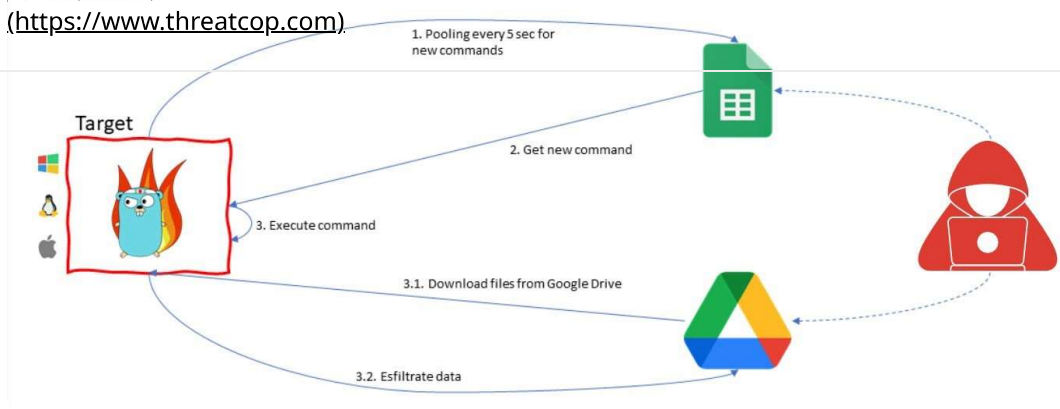 (https://www.threatcop.com)
1. Pooling every 5 sec for
new commands
Target
2. Get new command
3. Execute command
3.1. Download files from Google Drive
3.2. Esfiltrate data